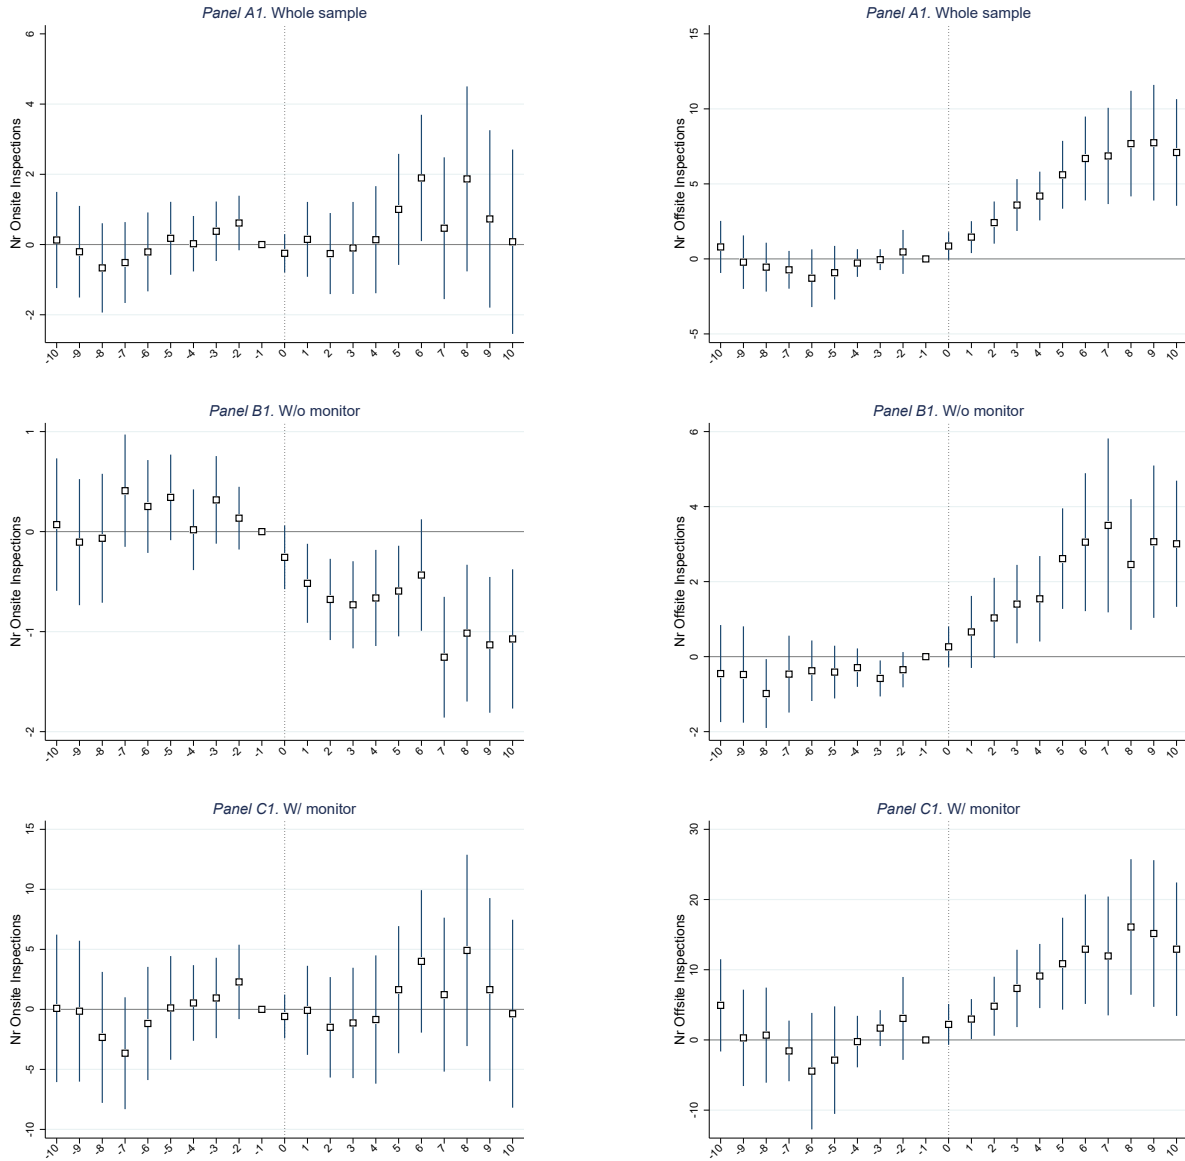 Panel A1. Whole sample
Nr Onsite Inspections
6
4
2
0
-2
-10 -9 -8 -7 -6 -5 -4 -3 -2 -1 0 1 2 3 4 5 6 7 8 9 10
Panel A1. Whole sample
Nr Offsite Inspections
15
10
5
0
-5
-10 -9 -8 -7 -6 -5 -4 -3 -2 -1 0 1 2 3 4 5 6 7 8 9 10
Panel B1. W/o monitor
Nr Onsite Inspections
1
0
-1
-2
-10 -9 -8 -7 -6 -5 -4 -3 -2 -1 0 1 2 3 4 5 6 7 8 9 10
Panel B1. W/o monitor
Nr Offsite Inspections
6
4
2
0
-2
-10 -9 -8 -7 -6 -5 -4 -3 -2 -1 0 1 2 3 4 5 6 7 8 9 10
Panel C1. W/ monitor
Nr Onsite Inspections
15
10
5
0
-5
-10
-10 -9 -8 -7 -6 -5 -4 -3 -2 -1 0 1 2 3 4 5 6 7 8 9 10
Panel C1. W/ monitor
Nr Offsite Inspections
30
20
10
0
-10
-10 -9 -8 -7 -6 -5 -4 -3 -2 -1 0 1 2 3 4 5 6 7 8 9 10